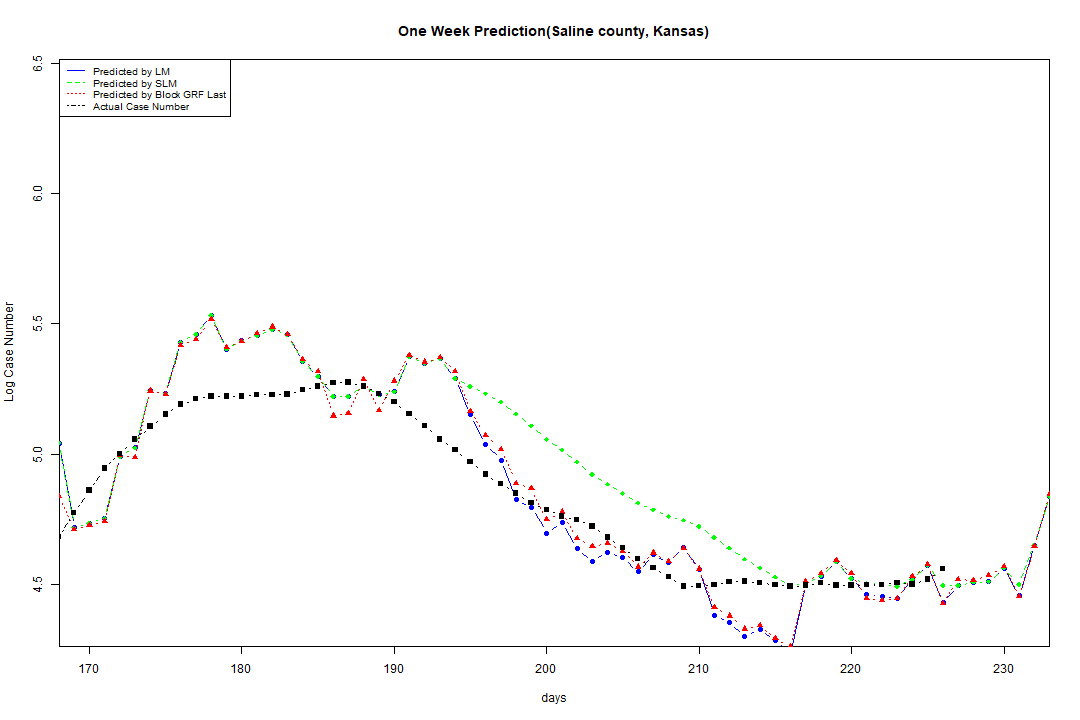 One Week Prediction(Saline county, Kansas)
Predicted by LM
Predicted by SLM
Predicted by Block GRF Last
Actual Case Number
6.5
6.0
5.5
5.0
4.5
Log Case Number
170 180 190 200 210 220 230
days